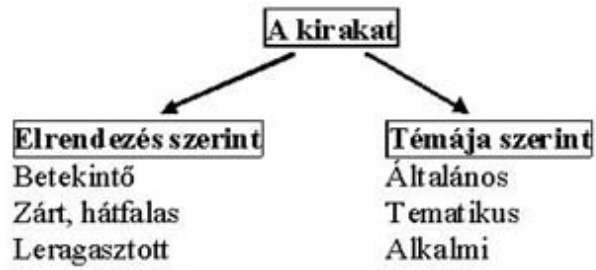 A kirakat
Elrendezés szerint
Betekintő
Zárt, hátfalas
Leragasztott
Témája szerint
Általános
Tematikus
Alkalmi